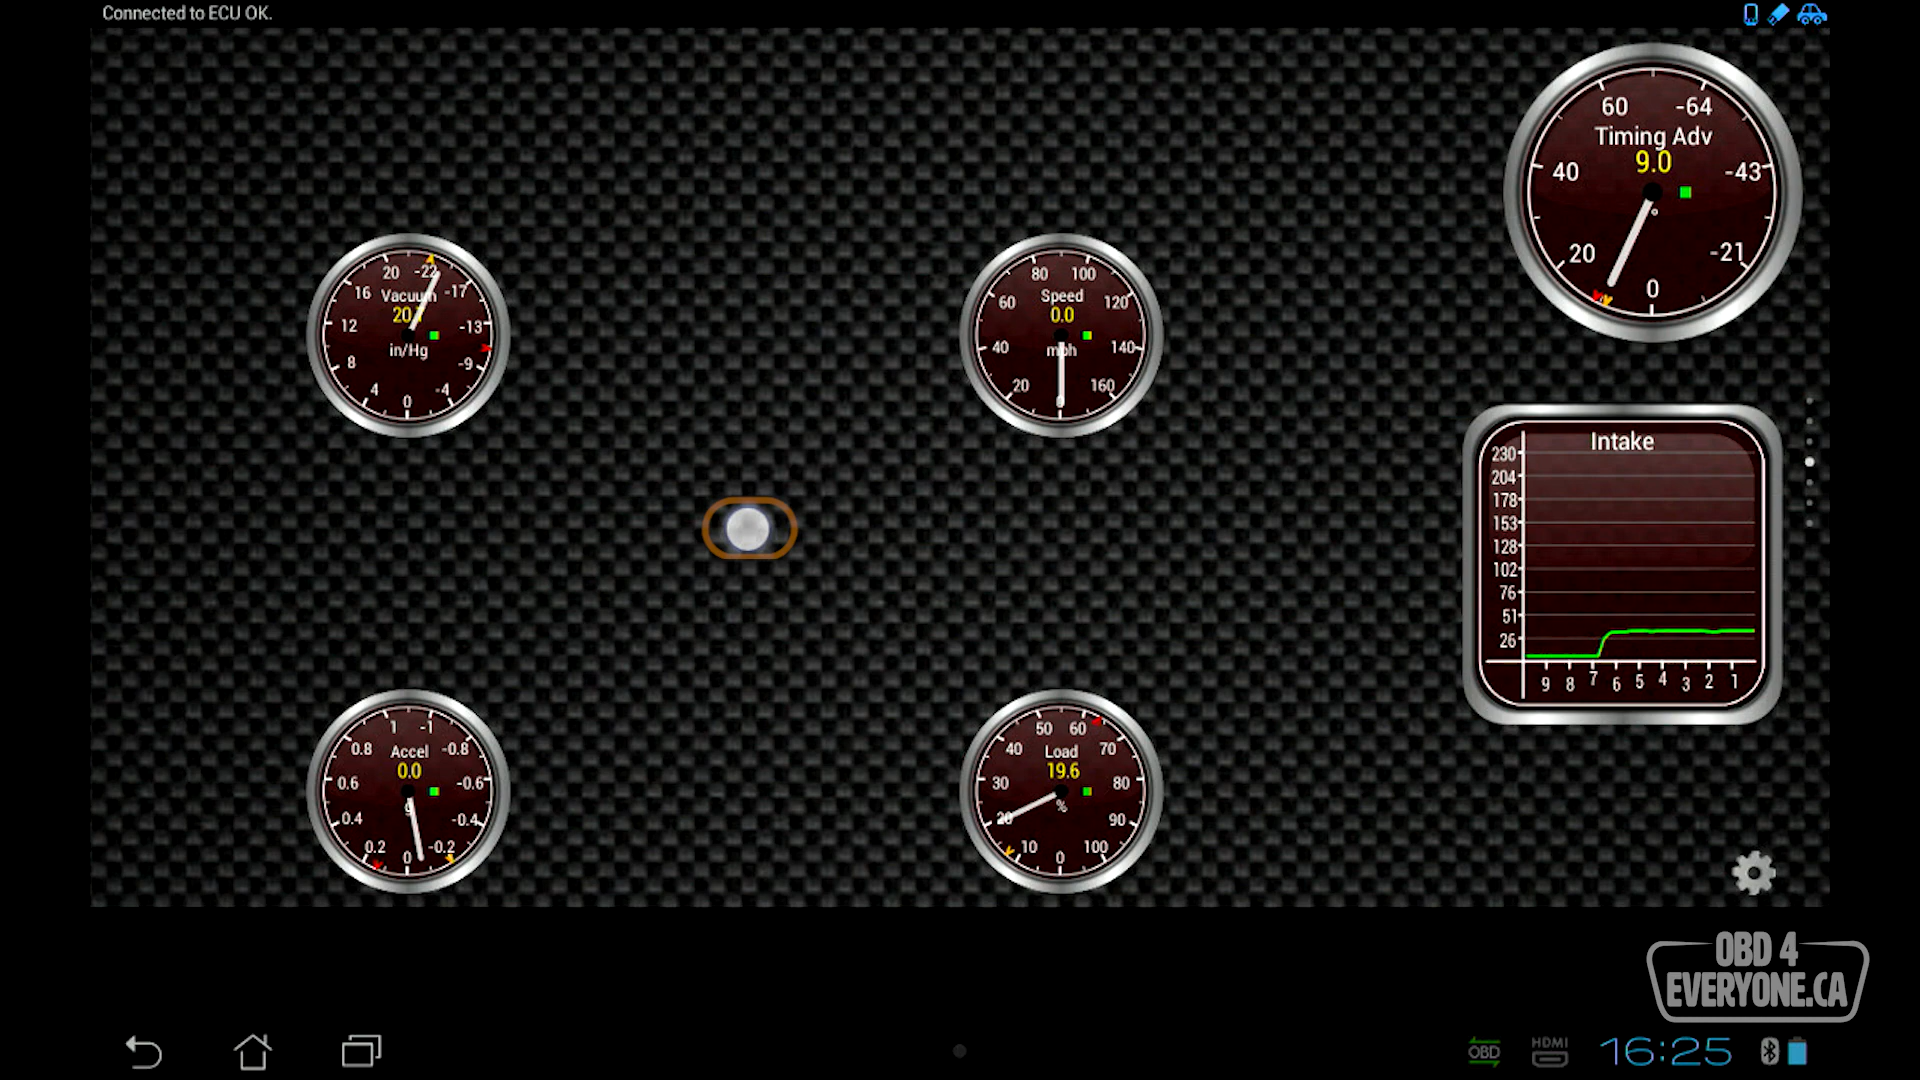 Connected to ECU OK.
60 -64
Timing Adv
9.0
40 -43
°
20 -21
0
20 -22
16 Vacuum -17
12 -13
in/Hg
8 -9
4 -4
0
80 100
60 Speed 120
0.0
40 mph 140
20 160
Intake
230
204
178
153
128
102
76
51
26
9 8 7 6 5 4 3 2 1
1 -1
0.8 Accel -0.8
0.0
0.6 -0.6
g
0.4 -0.4
0.2 -0.2
0
50 60
40 Load 70
19.6
30 80
%
20 90
10 100
0
OBD 4
EVERYONE.CA
OBD HDMI 16:25